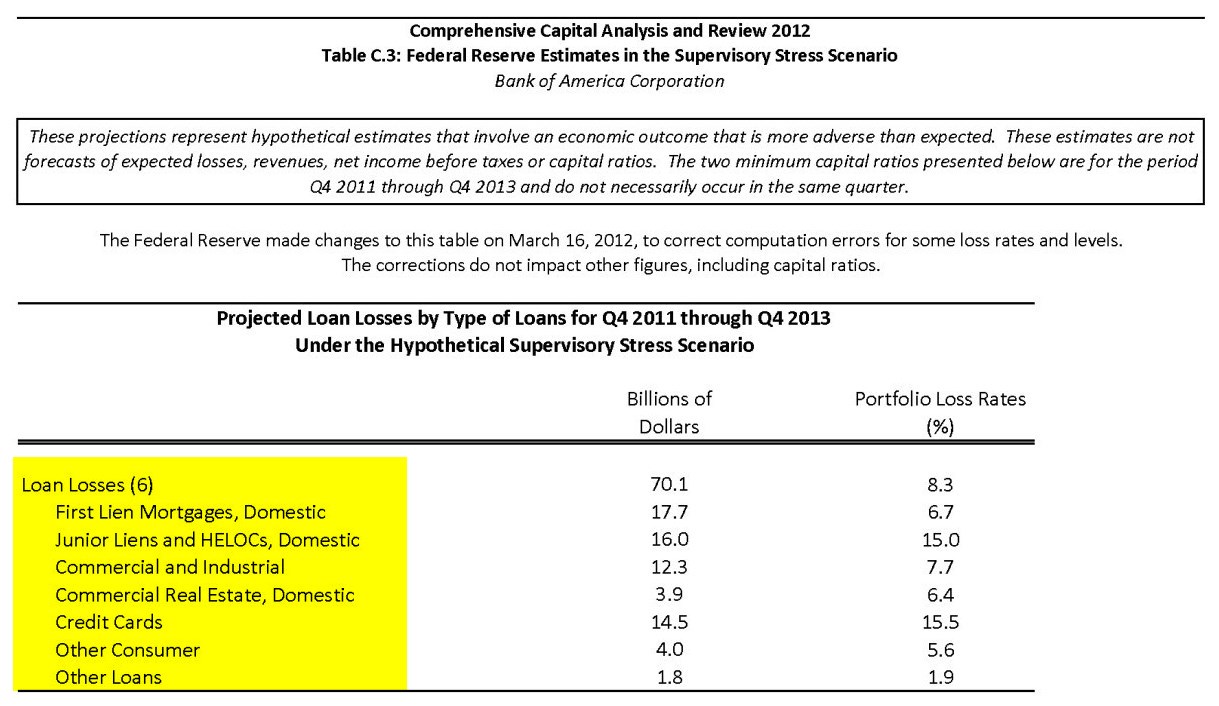 Comprehensive Capital Analysis and Review 2012
Table C.3: Federal Reserve Estimates in the Supervisory Stress Scenario
Bank of America Corporation
These projections represent hypothetical estimates that involve an economic outcome that is more adverse than expected. These estimates are not
forecasts of expected losses, revenues, net income before taxes or capital ratios. The two minimum capital ratios presented below are for the period
Q4 2011 through Q4 2013 and do not necessarily occur in the same quarter.
The Federal Reserve made changes to this table on March 16, 2012, to correct computation errors for some loss rates and levels.
The corrections do not impact other figures, including capital ratios.
Projected Loan Losses by Type of Loans for Q4 2011 through Q4 2013
Under the Hypothetical Supervisory Stress Scenario
Billions of Portfolio Loss Rates
Dollars (%)
Loan Losses (6) 70.1 8.3
First Lien Mortgages, Domestic 17.7 6.7
Junior Liens and HELOCs, Domestic 16.0 15.0
Commercial and Industrial 12.3 7.7
Commercial Real Estate, Domestic 3.9 6.4
Credit Cards 14.5 15.5
Other Consumer 4.0 5.6
Other Loans 1.8 1.9